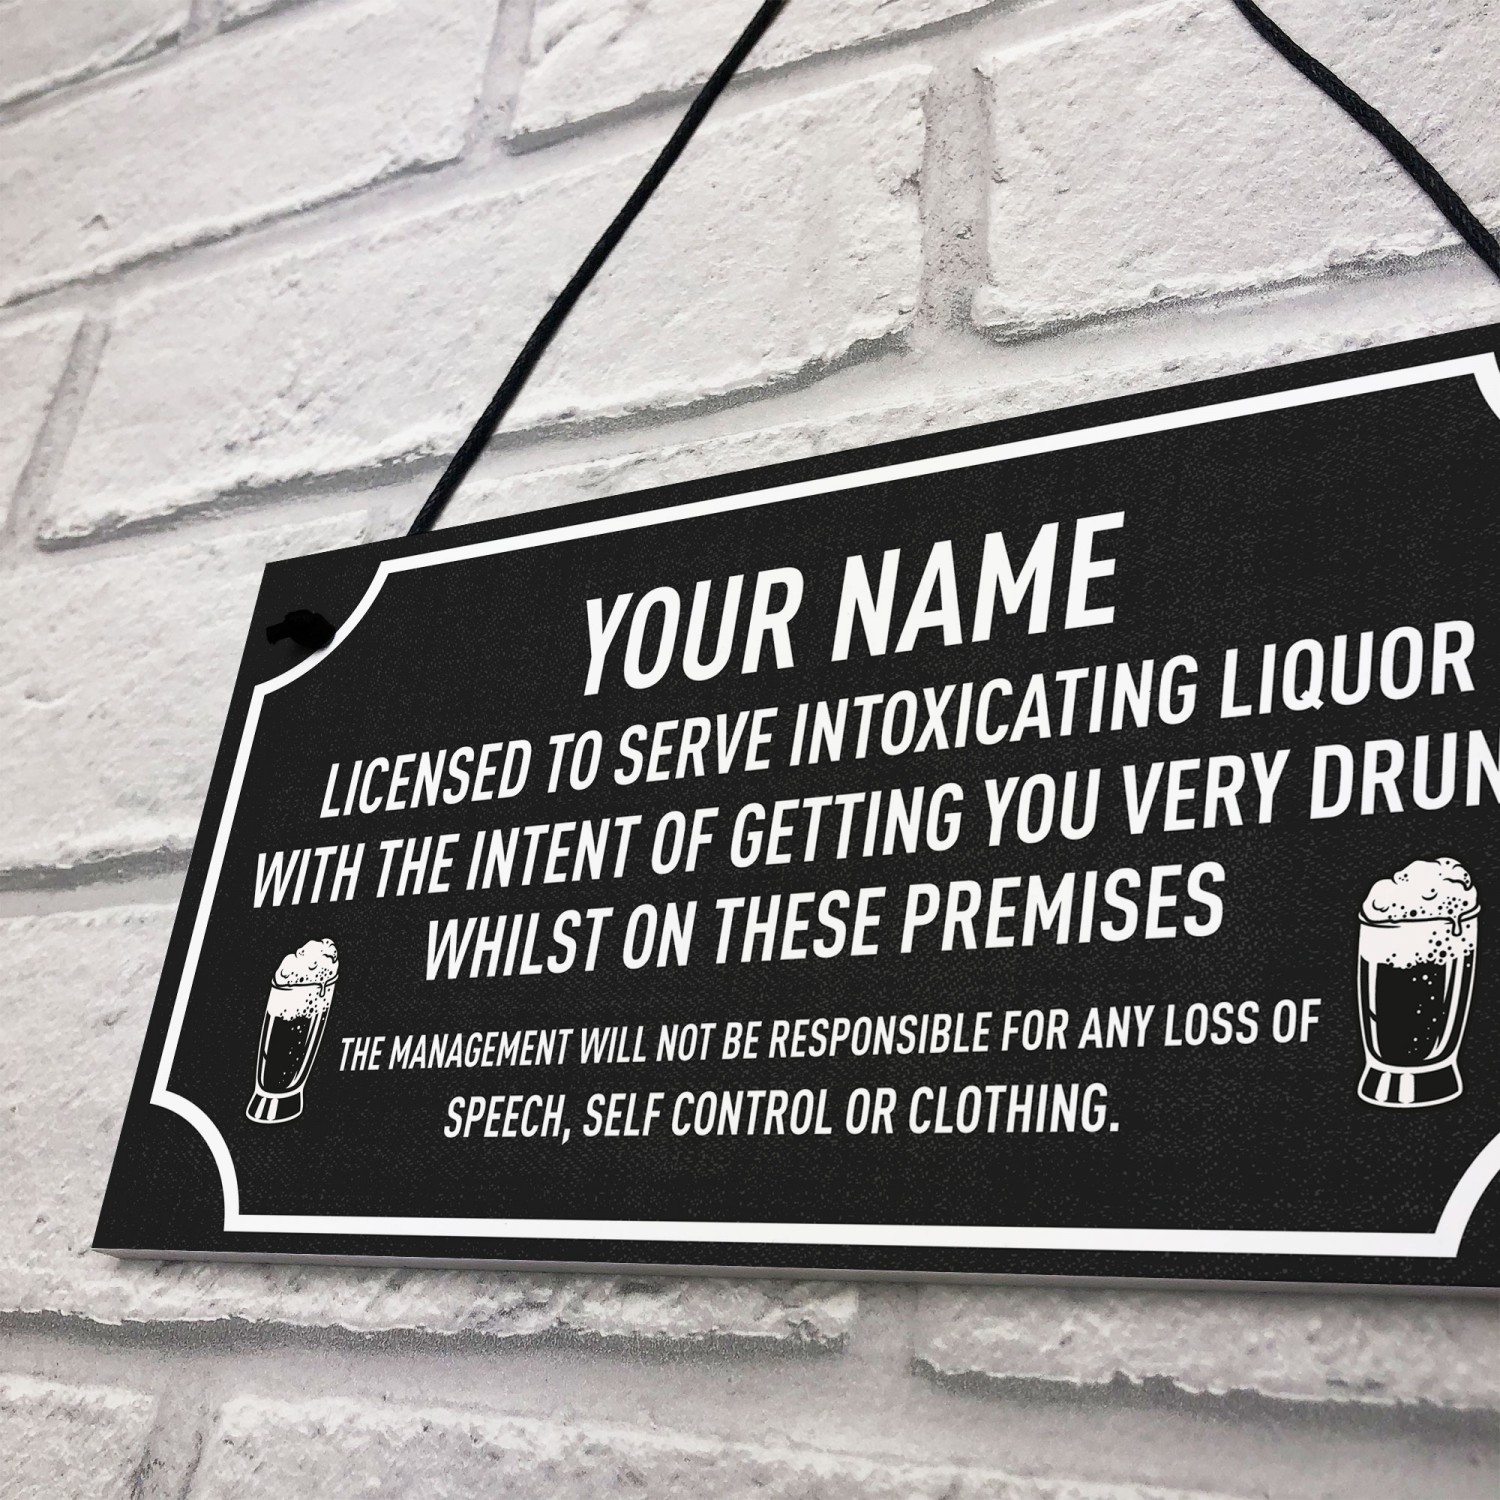 YOUR NAME
LICENSED TO SERVE INTOXICATING LIQUOR
WITH THE INTENT OF GETTING YOU VERY DRUN
WHILST ON THESE PREMISES
THE MANAGEMENT WILL NOT BE RESPONSIBLE FOR ANY LOSS OF
SPEECH, SELF CONTROL OR CLOTHING.